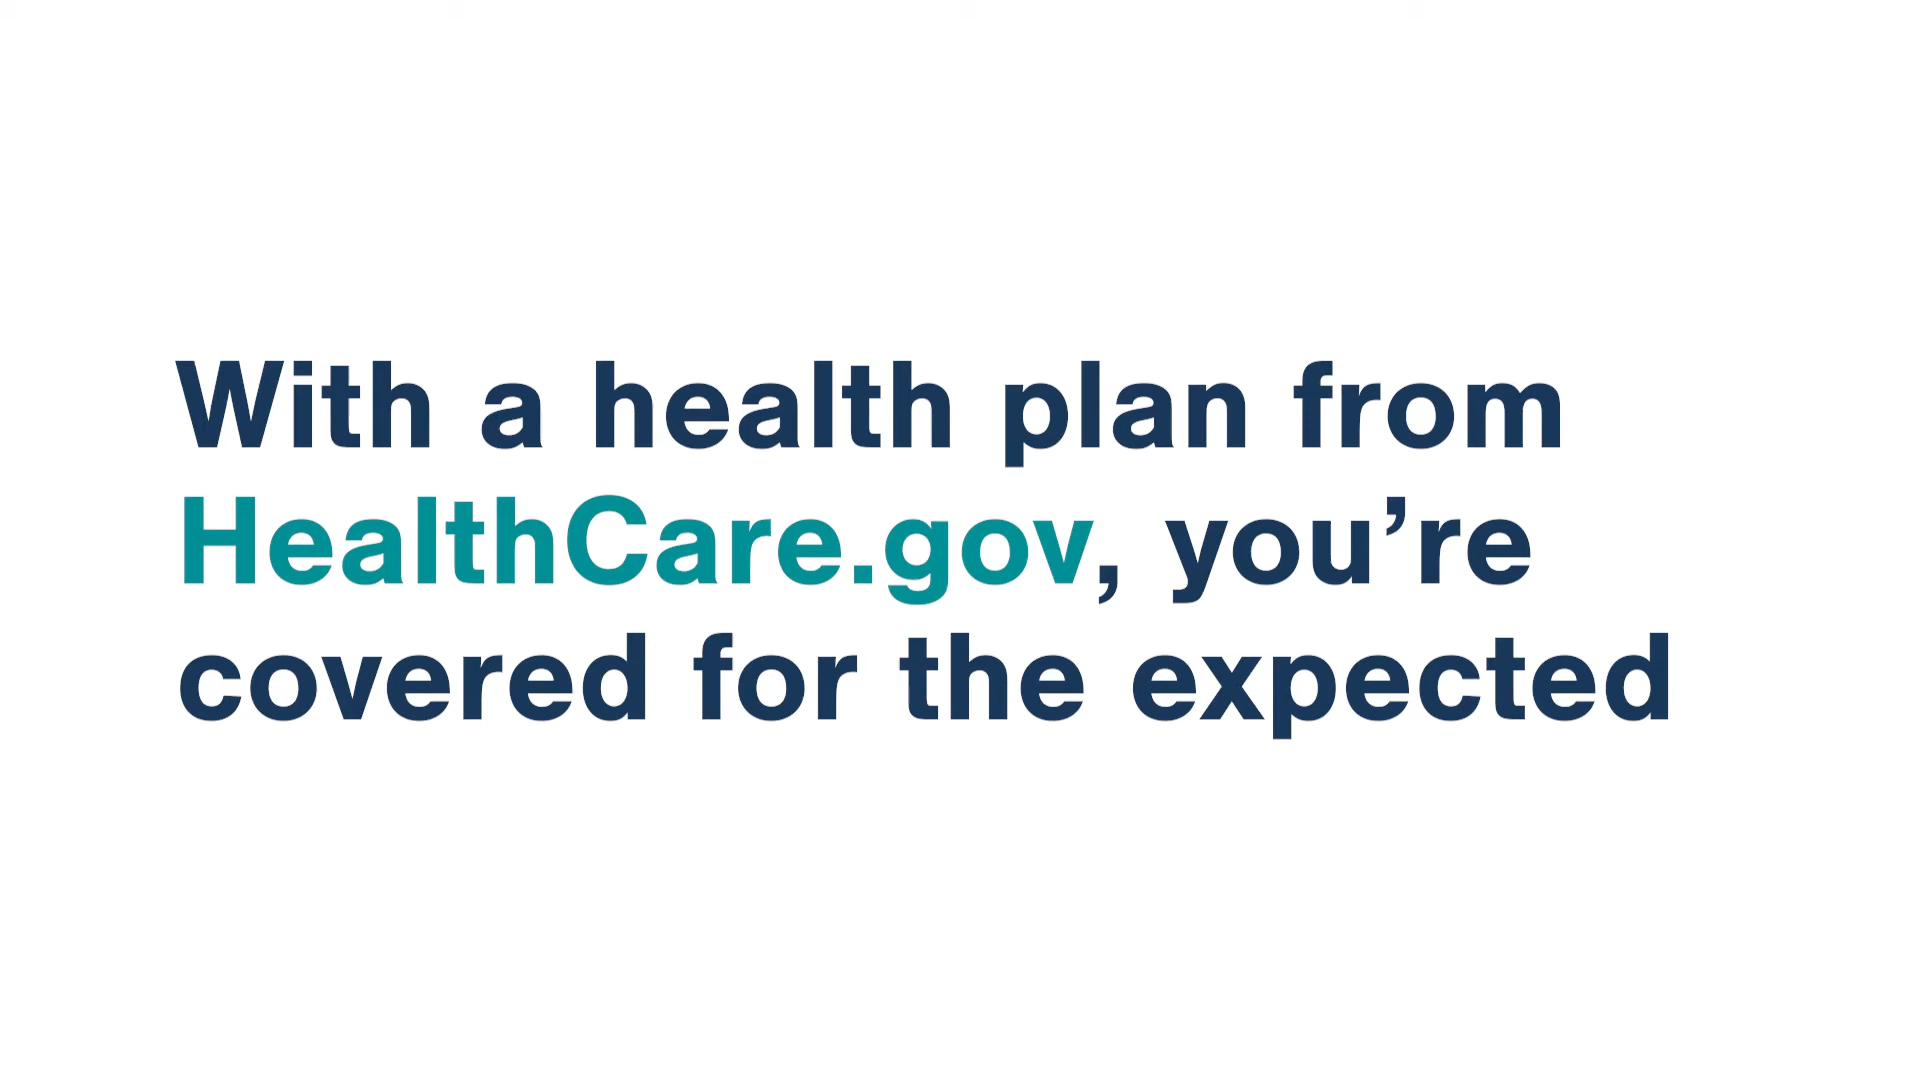 With a health plan from
HealthCare.gov, you’re
covered for the expected